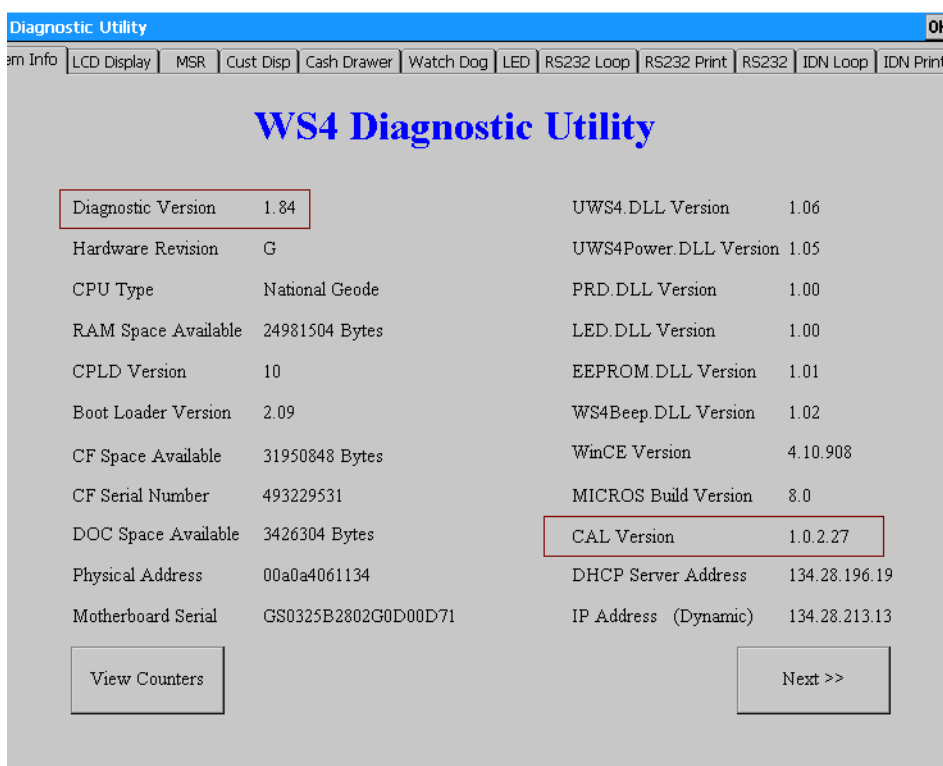 Diagnostic Utility
em Info LCD Display MSR Cust Disp Cash Drawer Watch Dog LED RS232 Loop RS232 Print RS232 IDN Loop IDN Print
WS4 Diagnostic Utility
Diagnostic Version 1.84 UWS4.DLL Version 1.06
Hardware Revision G UWS4Power.DLL Version 1.05
CPU Type National Geode PRD.DLL Version 1.00
RAM Space Available 24981504 Bytes LED.DLL Version 1.00
CPLD Version 10 EEPROM.DLL Version 1.01
Boot Loader Version 2.09 WS4Beep.DLL Version 1.02
CF Space Available 31950848 Bytes WinCE Version 4.10.908
CF Serial Number 493229531 MICROS Build Version 8.0
DOC Space Available 3426304 Bytes CAL Version 1.0.2.27
Physical Address 00a0a4061134 DHCP Server Address 134.28.196.19
Motherboard Serial GS0325B2802G0D00D71 IP Address (Dynamic) 134.28.213.13
View Counters Next >>